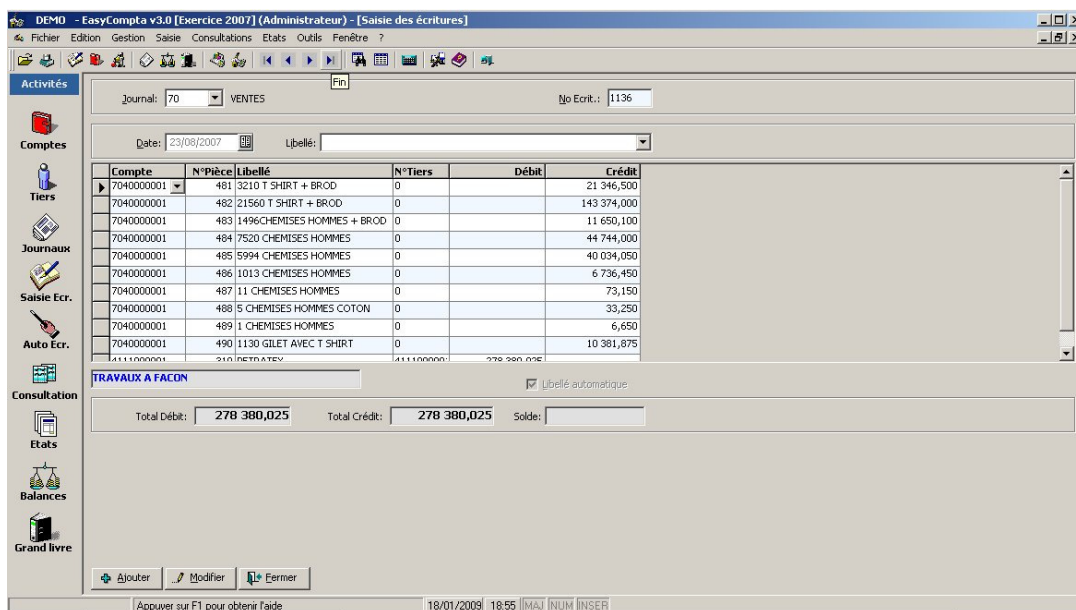 DEMO - EasyCompta v3.0 [Exercice 2007] (Administrateur) - [Saisie des écritures]
Fichier Edition Gestion Saisie Consultations Etats Outils Fenêtre ?
Fin
Activités
Journal: 70 VENTES No Ecrit.: 1136
Comptes
Date: 23/08/2007 Libellé:
Compte N°Pièce Libellé N°Tiers Débit Crédit
7040000001 481 3210 T SHIRT + BROD 0 21 346,500
Tiers
7040000001 482 21560 T SHIRT + BROD 0 143 374,000
7040000001 483 1496CHEMISES HOMMES + BROD 0 11 650,100
7040000001 484 7520 CHEMISES HOMMES 0 44 744,000
Journaux
7040000001 485 5994 CHEMISES HOMMES 0 40 034,050
7040000001 486 1013 CHEMISES HOMMES 0 6 736,450
7040000001 487 11 CHEMISES HOMMES 0 73,150
Saisie Ecr.
7040000001 488 5 CHEMISES HOMMES COTON 0 33,250
7040000001 489 1 CHEMISES HOMMES 0 6,650
7040000001 490 1130 GILET AVEC T SHIRT 0 10 381,875
Auto Ecr.
4111000001 310 278 380,025
TRAVAUX A FACON
Libellé automatique
Consultation
Total Débit: 278 380,025 Total Crédit: 278 380,025 Solde:
Etats
Balances
Grand livre
Ajouter Modifier Fermer
Appuyer sur F1 pour obtenir l'aide 18/01/2009 18:55 MAJ NUM INSER